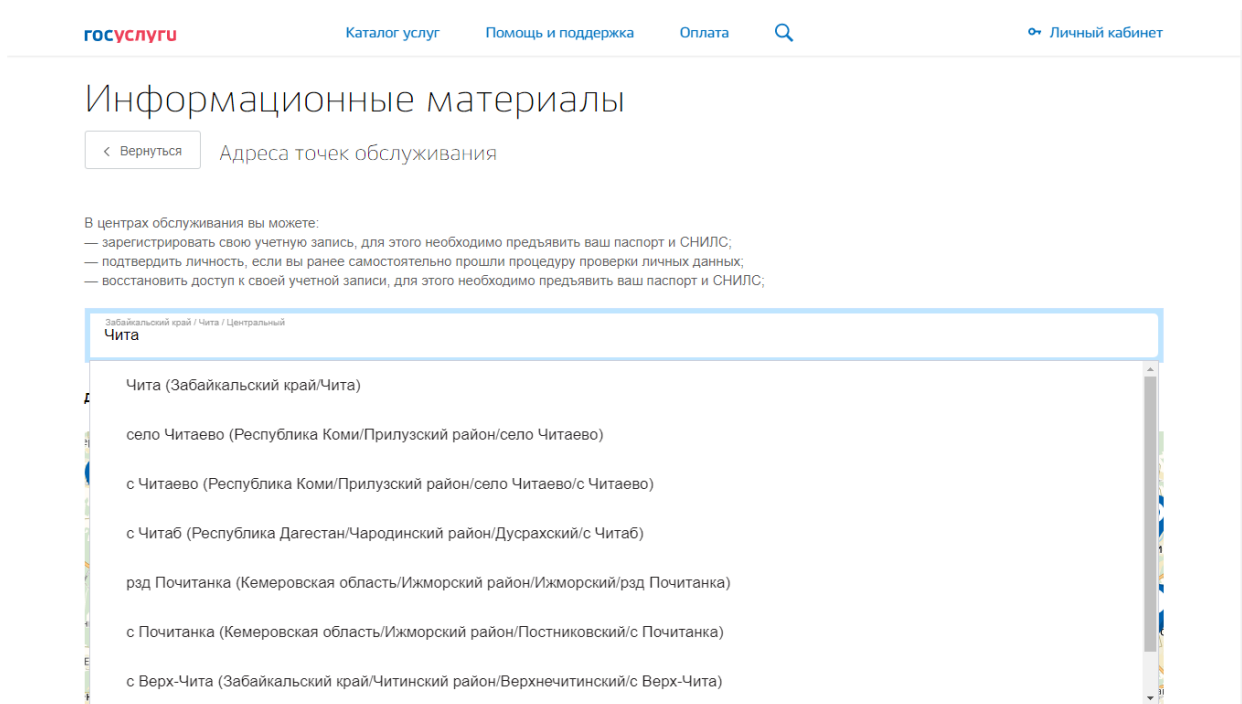 госуслуги Каталог услуг Помощь и поддержка Оплата Личный кабинет
Информационные материалы
Вернуться Адреса точек обслуживания
В центрах обслуживания вы можете:
— зарегистрировать свою учетную запись, для этого необходимо предъявить ваш паспорт и СНИЛС;
— подтвердить личность, если вы ранее самостоятельно прошли процедуру проверки личных данных;
— восстановить доступ к своей учетной записи, для этого необходимо предъявить ваш паспорт и СНИЛС;
Забайкальский край / Чита / Центральный
Чита
Чита (Забайкальский край/Чита)
село Читаево (Республика Коми/Прилузский район/село Читаево)
с Читаево (Республика Коми/Прилузский район/село Читаево/с Читаево)
с Читаб (Республика Дагестан/Чародинский район/Дусрахский/с Читаб)
рзд Почитанка (Кемеровская область/Ижморский район/Ижморский/рзд Почитанка)
с Почитанка (Кемеровская область/Ижморский район/Постниковский/с Почитанка)
с Верх-Чита (Забайкальский край/Читинский район/Верхнечитинский/с Верх-Чита)